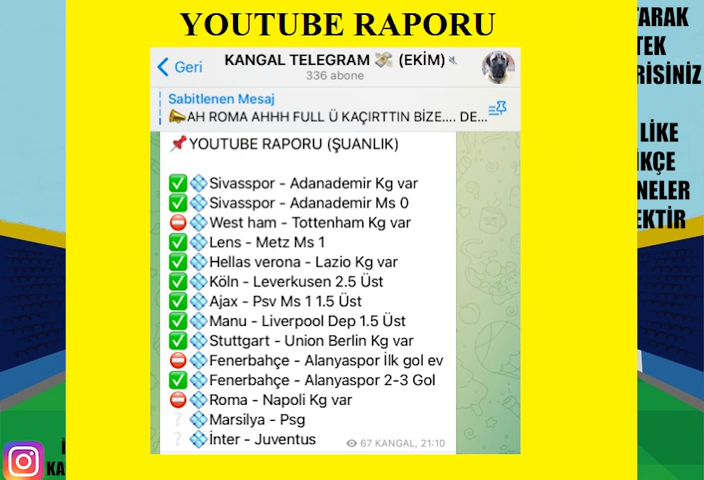 YOUTUBE RAPORU
Geri
KANGAL TELEGRAM 💸 (EKİM)
336 abone
Sabitlenen Mesaj
📣AH ROMA AHHH FULL Ü KAÇIRTTIN BİZE.... DE...
📌YOUTUBE RAPORU (ŞUANLIK)
✅💠Sivasspor - Adanademir Kg var
✅💠Sivasspor - Adanademir Ms 0
⛔💠West ham - Tottenham Kg var
✅💠Lens - Metz Ms 1
✅💠Hellas verona - Lazio Kg var
✅💠Köln - Leverkusen 2.5 Üst
✅💠Ajax - Psv Ms 1 1.5 Üst
✅💠Manu - Liverpool Dep 1.5 Üst
✅💠Stuttgart - Union Berlin Kg var
⛔💠Fenerbahçe - Alanyaspor İlk gol ev
✅💠Fenerbahçe - Alanyaspor 2-3 Gol
⛔💠Roma - Napoli Kg var
❔💠Marsilya - Psg
❔💠İnter - Juventus
67 KANGAL, 21:10
TEK
LİKE